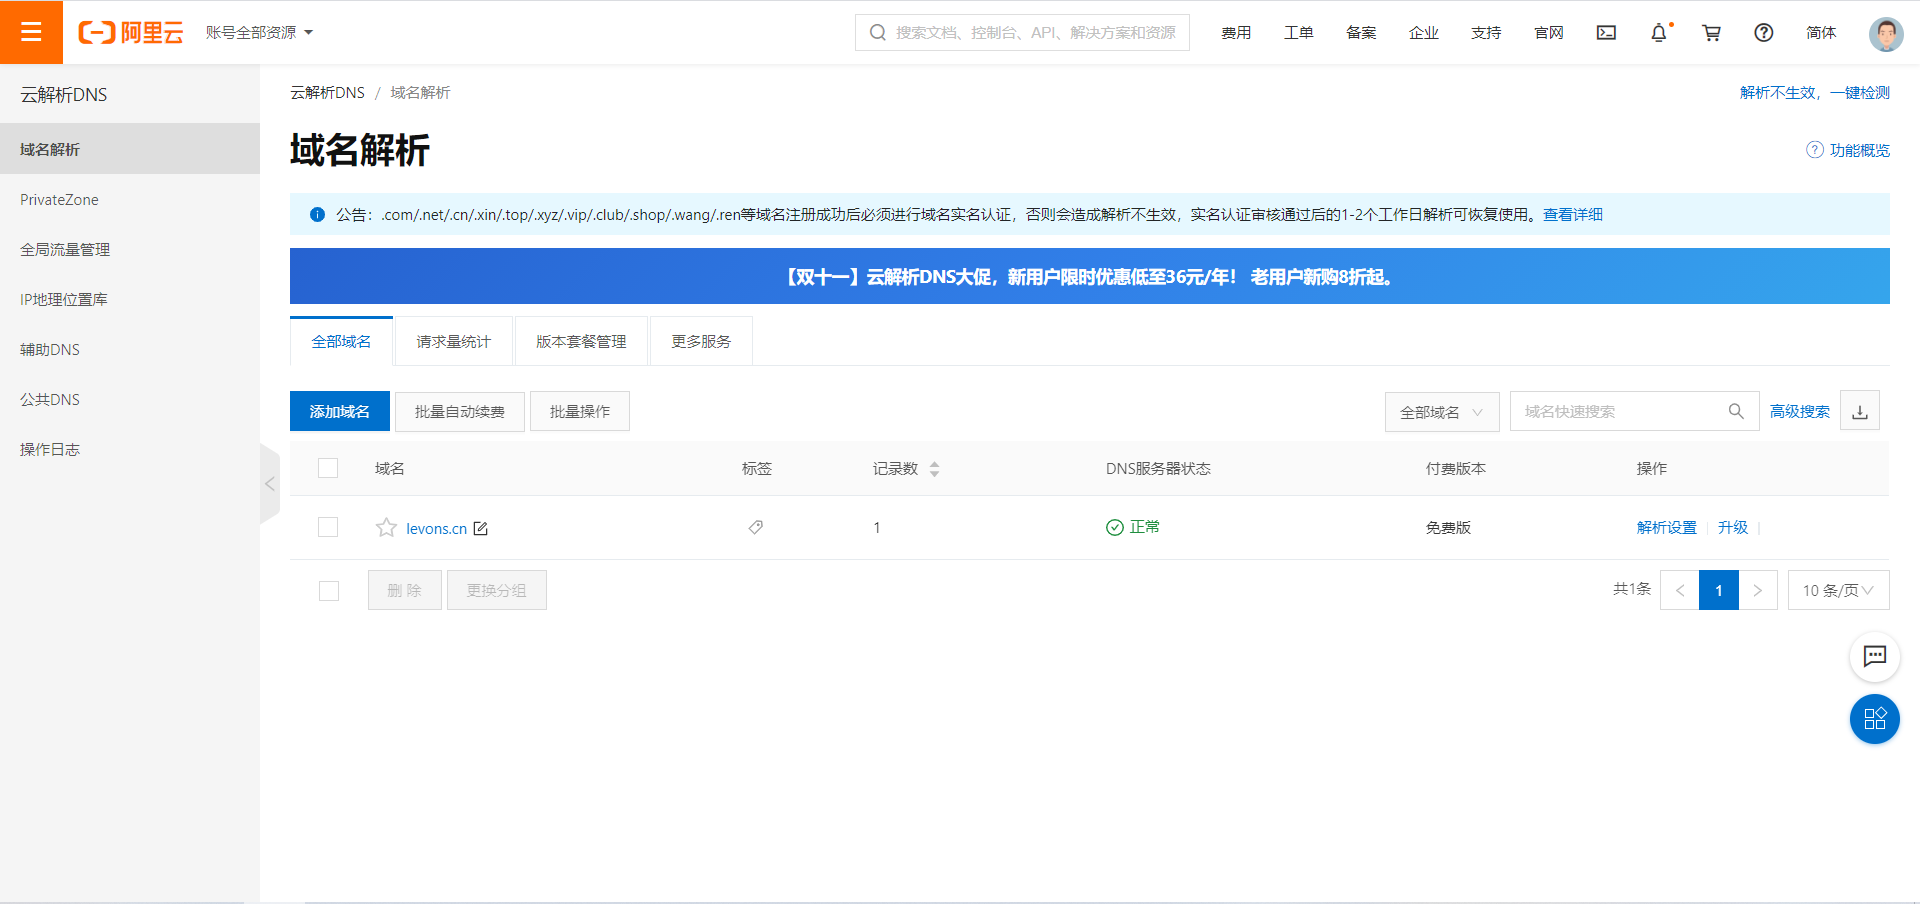 阿里云 账号全部资源 搜索文档、控制台、API、解决方案和资源 费用 工单 备案 企业 支持 官网 简体
云解析DNS
域名解析
PrivateZone
全局流量管理
IP地理位置库
辅助DNS
公共DNS
操作日志
云解析DNS / 域名解析 解析不生效，一键检测
域名解析 功能概览
公告：.com/.net/.cn/.xin/.top/.xyz/.vip/.club/.shop/.wang/.ren等域名注册成功后必须进行域名实名认证，否则会造成解析不生效，实名认证审核通过后的1-2个工作日解析可恢复使用。查看详细
【双十一】云解析DNS大促，新用户限时优惠低至36元/年！ 老用户新购8折起。
全部域名 请求量统计 版本套餐管理 更多服务
添加域名 批量自动续费 批量操作 全部域名 域名快速搜索 高级搜索
域名 标签 记录数 DNS服务器状态 付费版本 操作
levons.cn 1 正常 免费版 解析设置 升级
删 除 更换分组 共1条 < 1 > 10 条/页